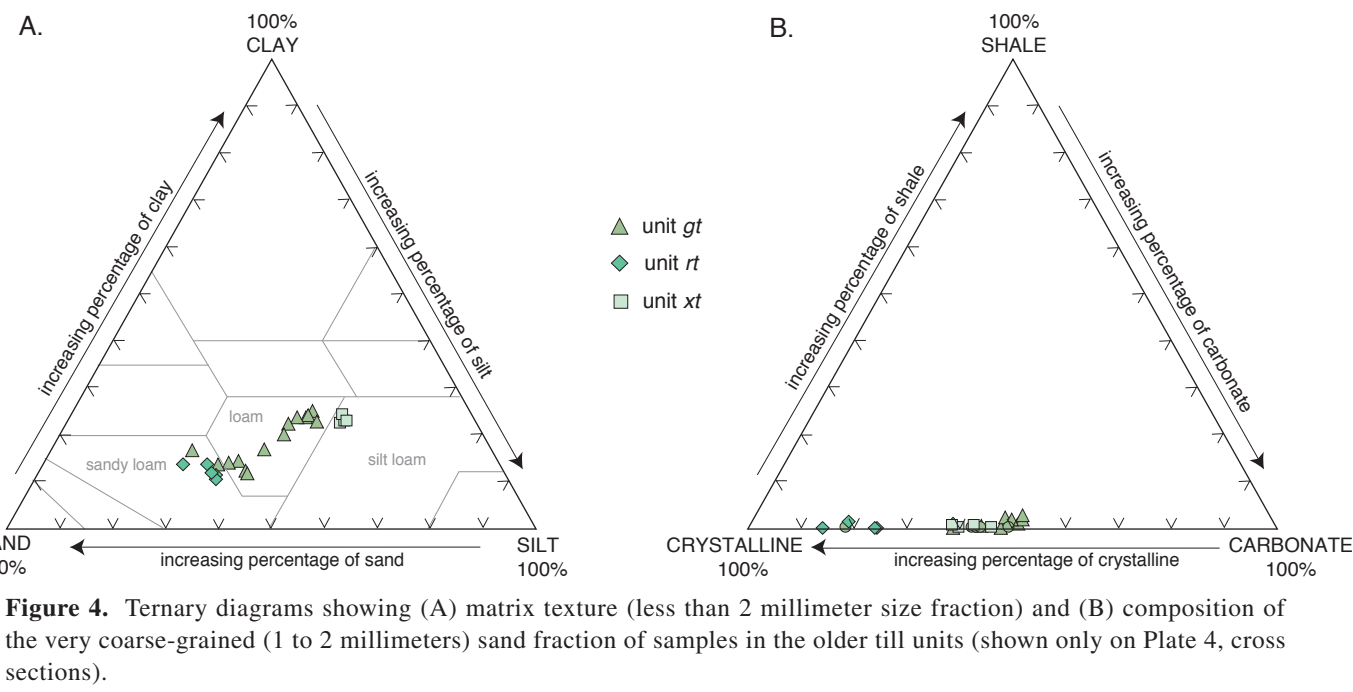 A.
100%
CLAY
increasing percentage of clay
increasing percentage of silt
loam
sandy loam
silt loam
AND
0%
increasing percentage of sand
SILT
100%
unit gt
unit rt
unit xt
B.
100%
SHALE
increasing percentage of shale
increasing percentage of carbonate
CRYSTALLINE
100%
increasing percentage of crystalline
CARBONATE
100%
Figure 4. Ternary diagrams showing (A) matrix texture (less than 2 millimeter size fraction) and (B) composition of
the very coarse-grained (1 to 2 millimeters) sand fraction of samples in the older till units (shown only on Plate 4, cross
sections).